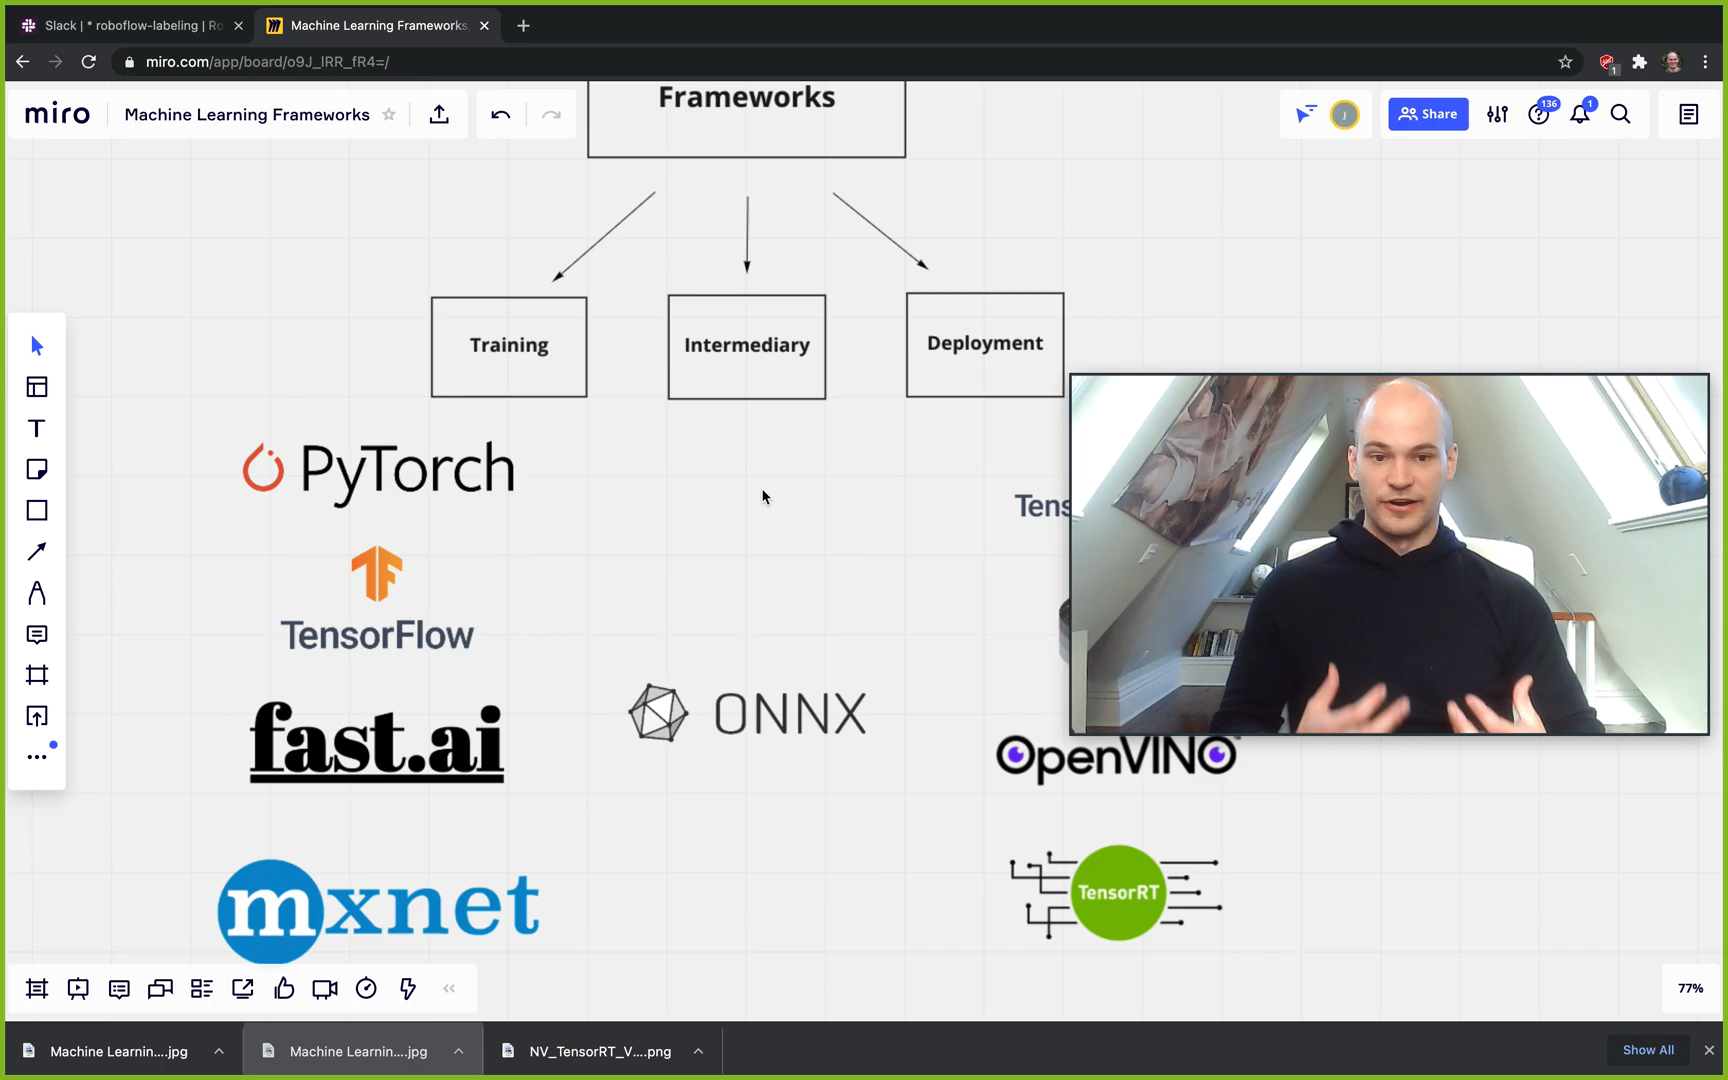 Slack | * roboflow-labeling | Ro
Machine Learning Frameworks,
miro.com/app/board/o9J_lRR_fR4=/
miro
Machine Learning Frameworks
Share
136
1
1
J
Frameworks
Training
Intermediary
Deployment
PyTorch
TensorFlow
fast.ai
mxnet
ONNX
Tens
OpenVINO
TensorRT
77%
Machine Learnin....jpg
Machine Learnin....jpg
NV_TensorRT_V....png
Show All